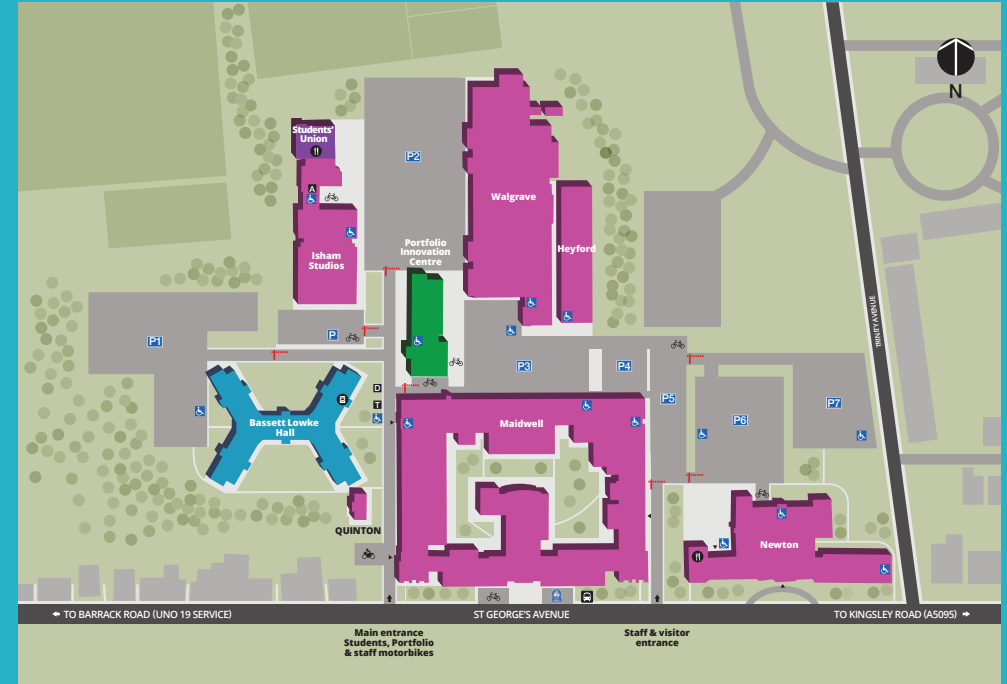 N
Students'
Union
P2
A
Walgrave
Portfolio
Innovation
Centre
Heyford
Isham
Studios
TRINITY AVENUE
P1
P
P3
P4
D
T
P5
P6
P7
Bassett Lowke
Hall
Maidwell
QUINTON
Newton
← TO BARRACK ROAD (UNO 19 SERVICE)
ST GEORGE'S AVENUE
TO KINGSLEY ROAD (A5095) →
Main entrance
Students, Portfolio
& staff motorbikes
Staff & visitor
entrance